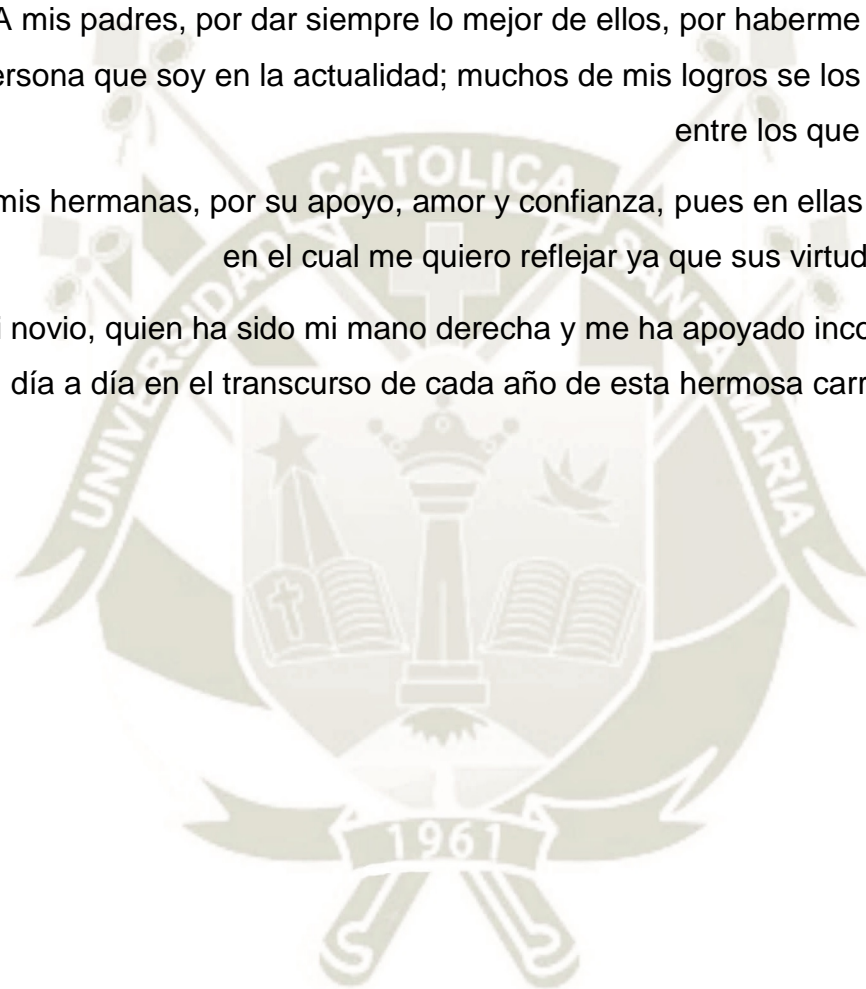 A mis padres, por dar siempre lo mejor de ellos, por haberme
ersona que soy en la actualidad; muchos de mis logros se los
entre los que
mis hermanas, por su apoyo, amor y confianza, pues en ellas
en el cual me quiero reflejar ya que sus virtud
i novio, quien ha sido mi mano derecha y me ha apoyado inco
día a día en el transcurso de cada año de esta hermosa carr
UNIVERSIDAD CATOLICA SANTA MARIA
1961